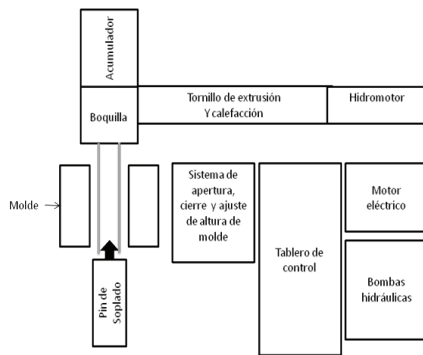 Acumulador
Tornillo de extrusión
Y calefacción
Hidromotor
Boquilla
Molde
Sistema de
apertura,
cierre y ajuste
de altura de
molde
Tablero de
control
Motor
eléctrico
Bombas
hidráulicas
Pin de
Soplado